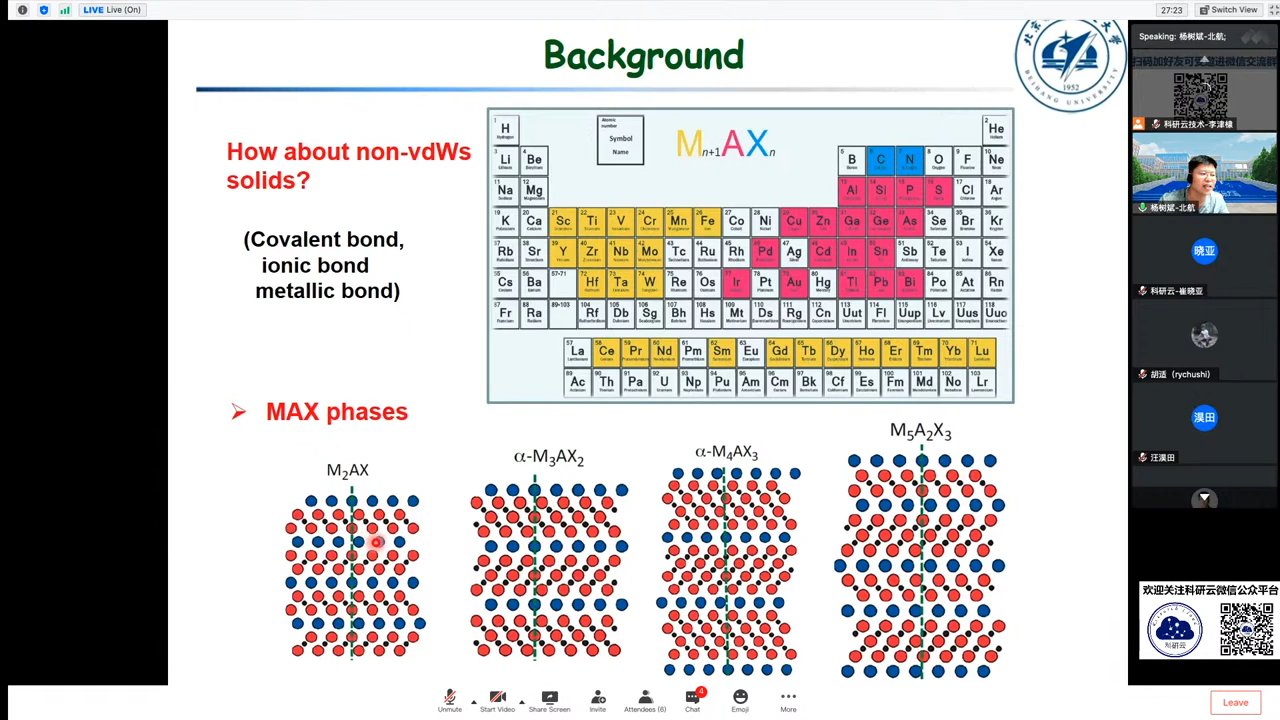 LIVE Live (On)
27:23
Switch View
Background
1952
How about non-vdWs
solids?
(Covalent bond,
ionic bond
metallic bond)
MAX phases
Atomic number
Symbol
Name
Mn+1AXn
H He
Li Be B C N O F Ne
Na Mg Al Si P S Cl Ar
K Ca Sc Ti V Cr Mn Fe Co Ni Cu Zn Ga Ge As Se Br Kr
Rb Sr Y Zr Nb Mo Tc Ru Rh Pd Ag Cd In Sn Sb Te I Xe
Cs Ba 57-71 Hf Ta W Re Os Ir Pt Au Hg Tl Pb Bi Po At Rn
Fr Ra 89-103 Rf Db Sg Bh Hs Mt Ds Rg Cn Uut Fl Uup Lv Uus Uuo
La Ce Pr Nd Pm Sm Eu Gd Tb Dy Ho Er Tm Yb Lu
Ac Th Pa U Np Pu Am Cm Bk Cf Es Fm Md No Lr
M₂AX
α-M₃AX₂
α-M₄AX₃
M₅A₂X₃
Speaking: 杨树斌-北航;
科研云技术-李津棣
杨树斌-北航
晓亚
科研云-崔晓亚
胡适（rychushi）
漠田
汪漠田
欢迎关注科研云微信公众平台
科研云
Unmute
Start Video
Share Screen
Invite
Attendees (6)
4
Chat
Emoji
More
Leave